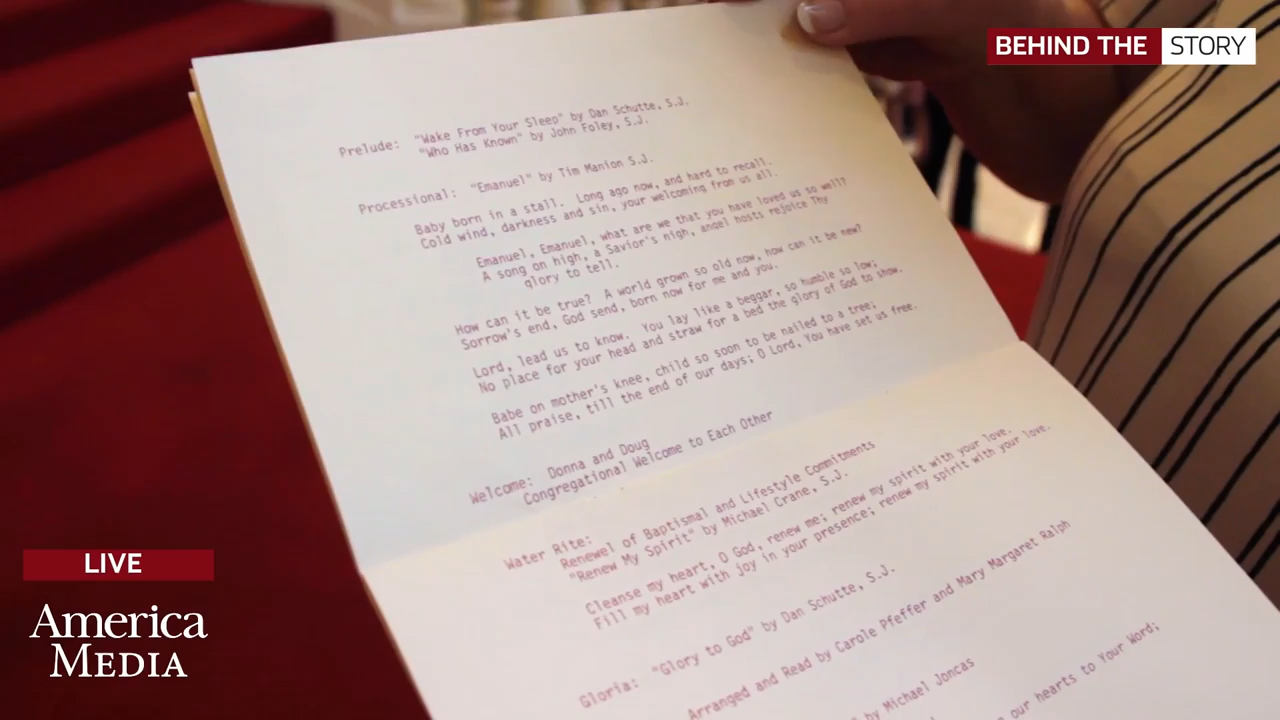 BEHIND THE STORY
Prelude: "Wake From Your Sleep" by Dan Schutte, S.J.
"Who Has Known" by John Foley, S.J.
Processional: "Emanuel" by Tim Manion S.J.
Baby born in a stall. Long ago now, and hard to recall.
Cold wind, darkness and sin, your welcoming from us all.
Emanuel, Emanuel, what are we that you have loved us so well?
A song on high, a Savior's nigh, angel hosts rejoice Thy
glory to tell.
How can it be true? A world grown so old now, how can it be new?
Sorrow's end, God send, born now for me and you.
Lord, lead us to know. You lay like a beggar, so humble so low;
No place for your head and straw for a bed the glory of God to show.
Babe on mother's knee, child so soon to be nailed to a tree;
All praise, till the end of our days; O Lord, You have set us free.
Welcome: Donna and Doug
Congregational Welcome to Each Other
Water Rite:
Renewel of Baptismal and Lifestyle Commitments
"Renew My Spirit" by Michael Crane, S.J.
Cleanse my heart, O God, renew me; renew my spirit with your love.
Fill my heart with joy in your presence; renew my spirit with your love.
Gloria: "Glory to God" by Dan Schutte, S.J.
Arranged and Read by Carole Pfeffer and Mary Margaret Ralph
" by Michael Joncas
our hearts to Your Word;
LIVE
America
MEDIA